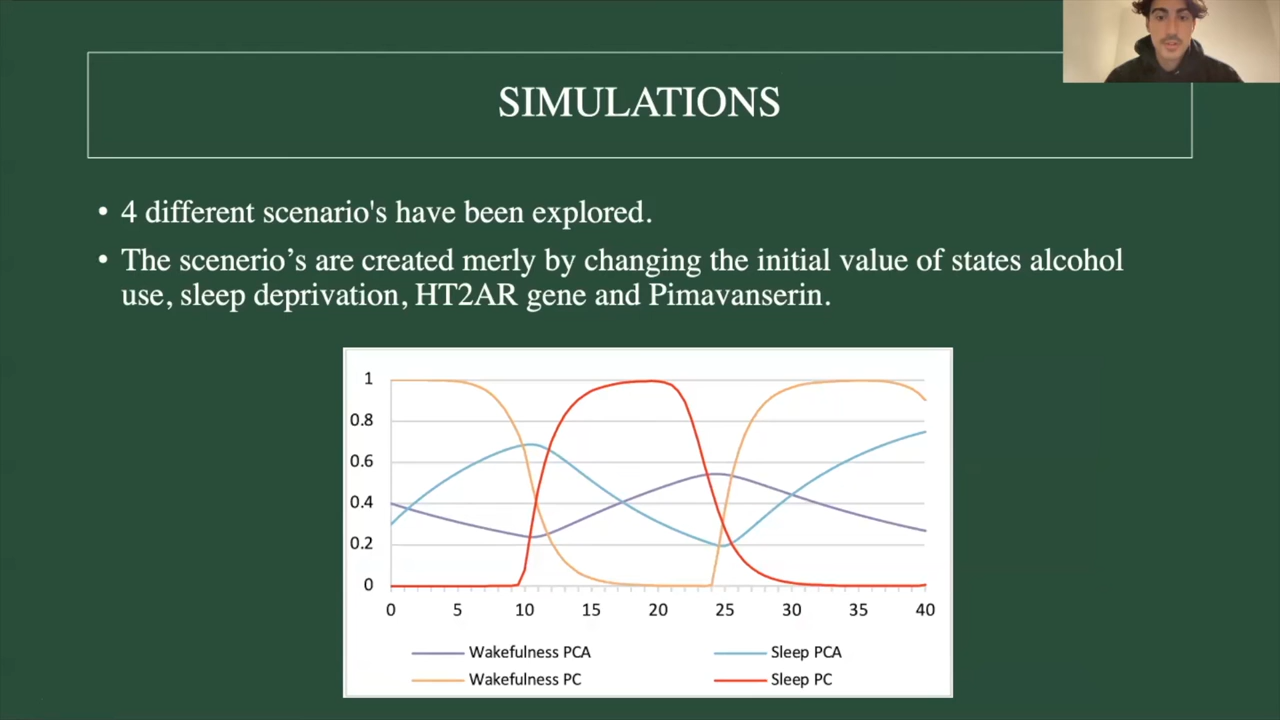 SIMULATIONS
• 4 different scenario's have been explored.
• The scenerio’s are created merly by changing the initial value of states alcohol
use, sleep deprivation, HT2AR gene and Pimavanserin.
1
0.8
0.6
0.4
0.2
0
0 5 10 15 20 25 30 35 40
Wakefulness PCA Sleep PCA
Wakefulness PC Sleep PC